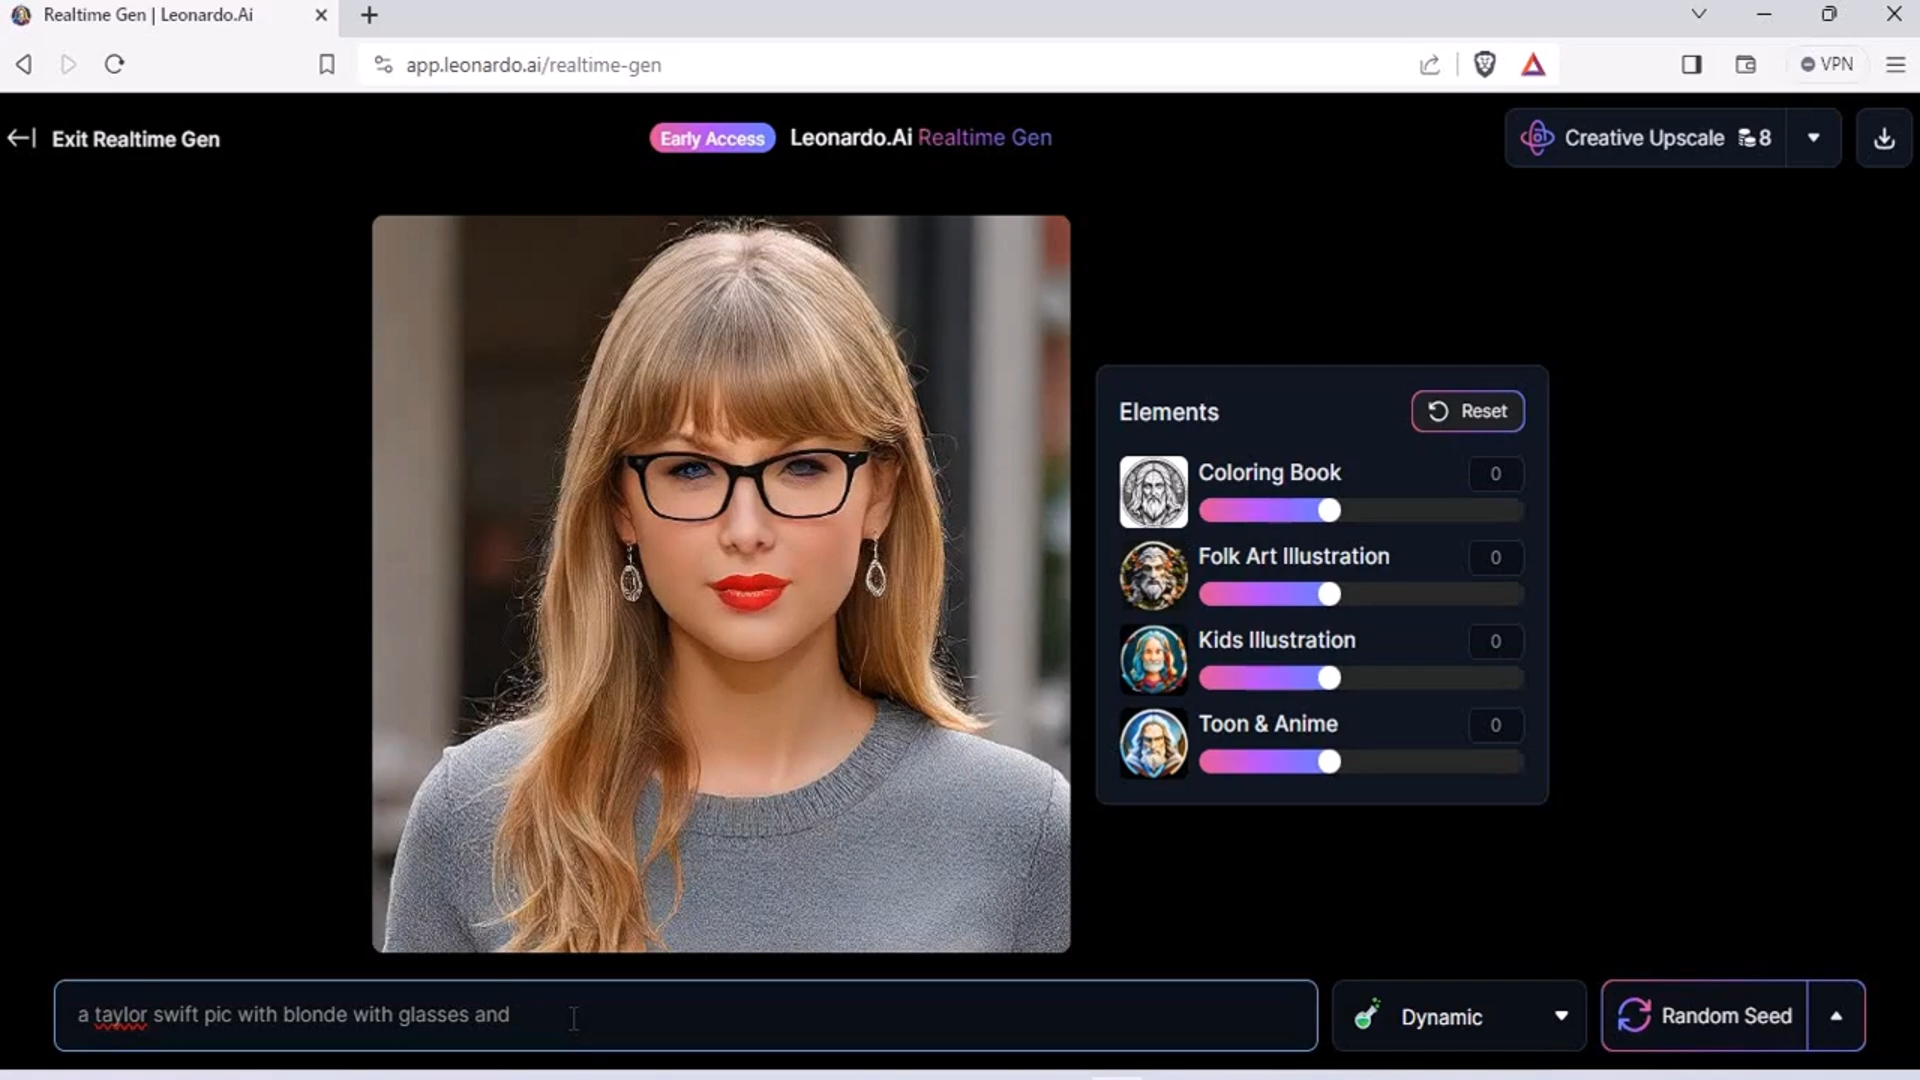 Realtime Gen | Leonardo.Ai
app.leonardo.ai/realtime-gen
VPN
Exit Realtime Gen
Early Access Leonardo.Ai Realtime Gen
Creative Upscale 8
Elements
Reset
Coloring Book 0
Folk Art Illustration 0
Kids Illustration 0
Toon & Anime 0
a taylor swift pic with blonde with glasses and
Dynamic
Random Seed